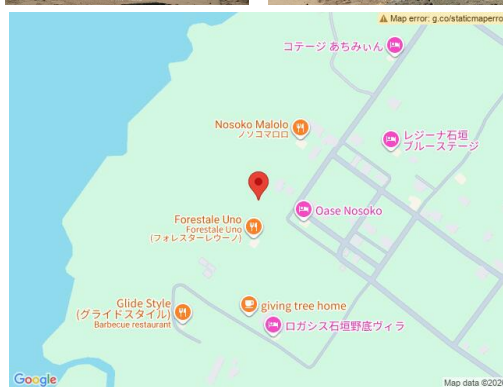 Map error: g.co/staticmaperro
コテージ あちみぃん
Nosoko Malolo
ノソコマロロ
レジーナ石垣
ブルーステージ
Oase Nosoko
Forestale Uno
Forestale Uno
(フォレスターレウーノ)
Glide Style
(グライドスタイル)
Barbecue restaurant
giving tree home
ロガシス石垣野底ヴィラ
Google
Map data ©202